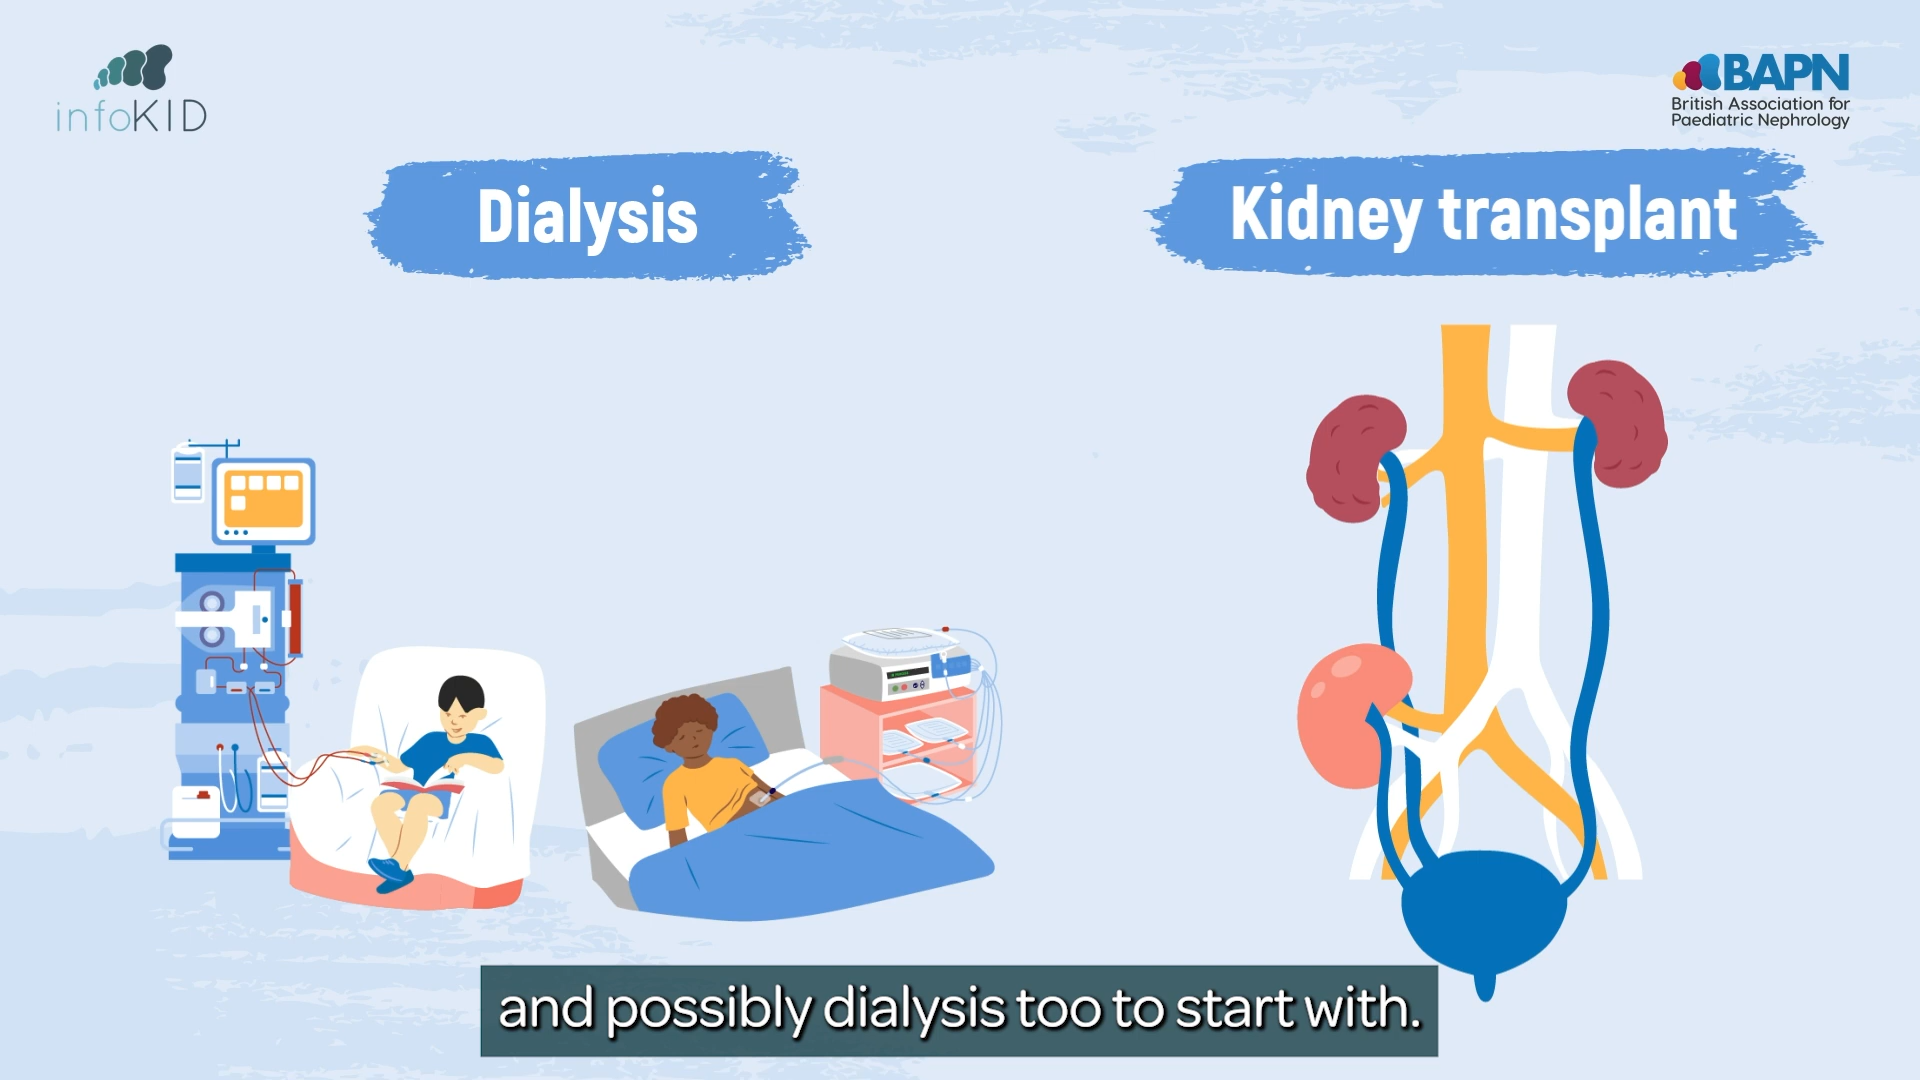 infoKID
BAPN
British Association for
Paediatric Nephrology
Dialysis
Kidney transplant
and possibly dialysis too to start with.